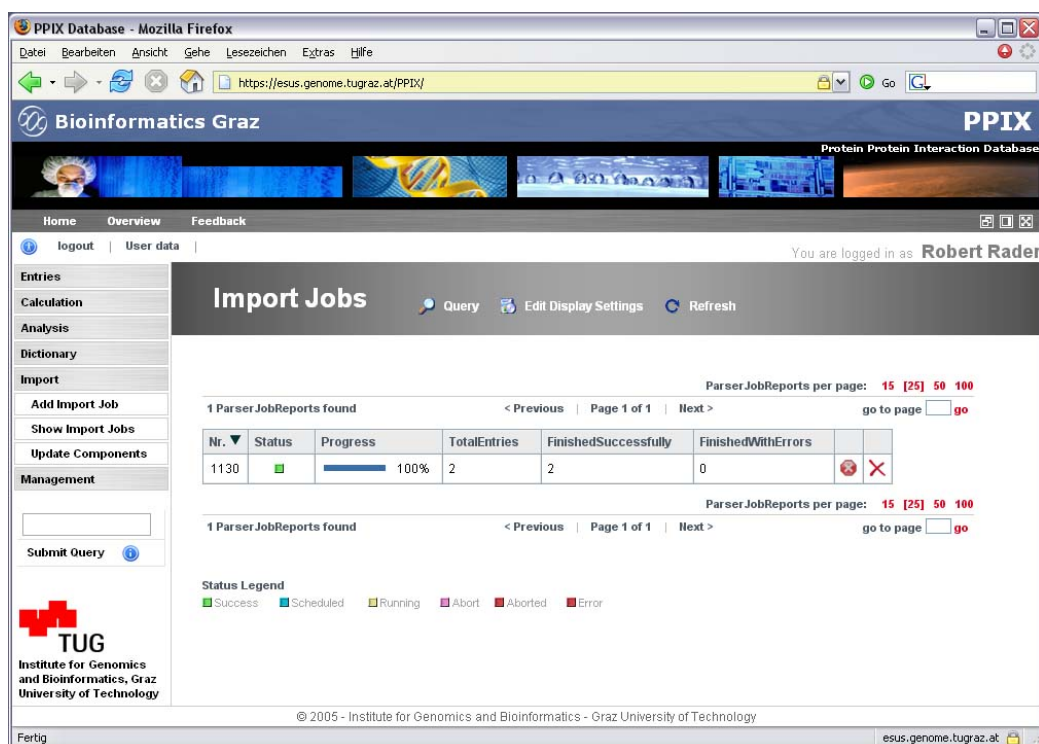 PPIX Database - Mozilla Firefox
Datei Bearbeiten Ansicht Gehe Lesezeichen Extras Hilfe
https://esus.genome.tugraz.at/PPIX/ Go G
Bioinformatics Graz PPIX
Protein Protein Interaction Database
Home Overview Feedback
logout | User data |
You are logged in as Robert Rader
Entries
Calculation
Analysis
Dictionary
Import
Add Import Job
Show Import Jobs
Update Components
Management
Submit Query
TUG
Institute for Genomics
and Bioinformatics, Graz
University of Technology
Import Jobs Query Edit Display Settings Refresh
ParserJobReports per page: 15 [25] 50 100
1 ParserJobReports found < Previous | Page 1 of 1 | Next > go to page go
Nr. Status Progress TotalEntries FinishedSuccessfully FinishedWithErrors
1130 100% 2 2 0
ParserJobReports per page: 15 [25] 50 100
1 ParserJobReports found < Previous | Page 1 of 1 | Next > go to page go
Status Legend
Success Scheduled Running Abort Aborted Error
© 2005 - Institute for Genomics and Bioinformatics - Graz University of Technology
Fertig esus.genome.tugraz.at